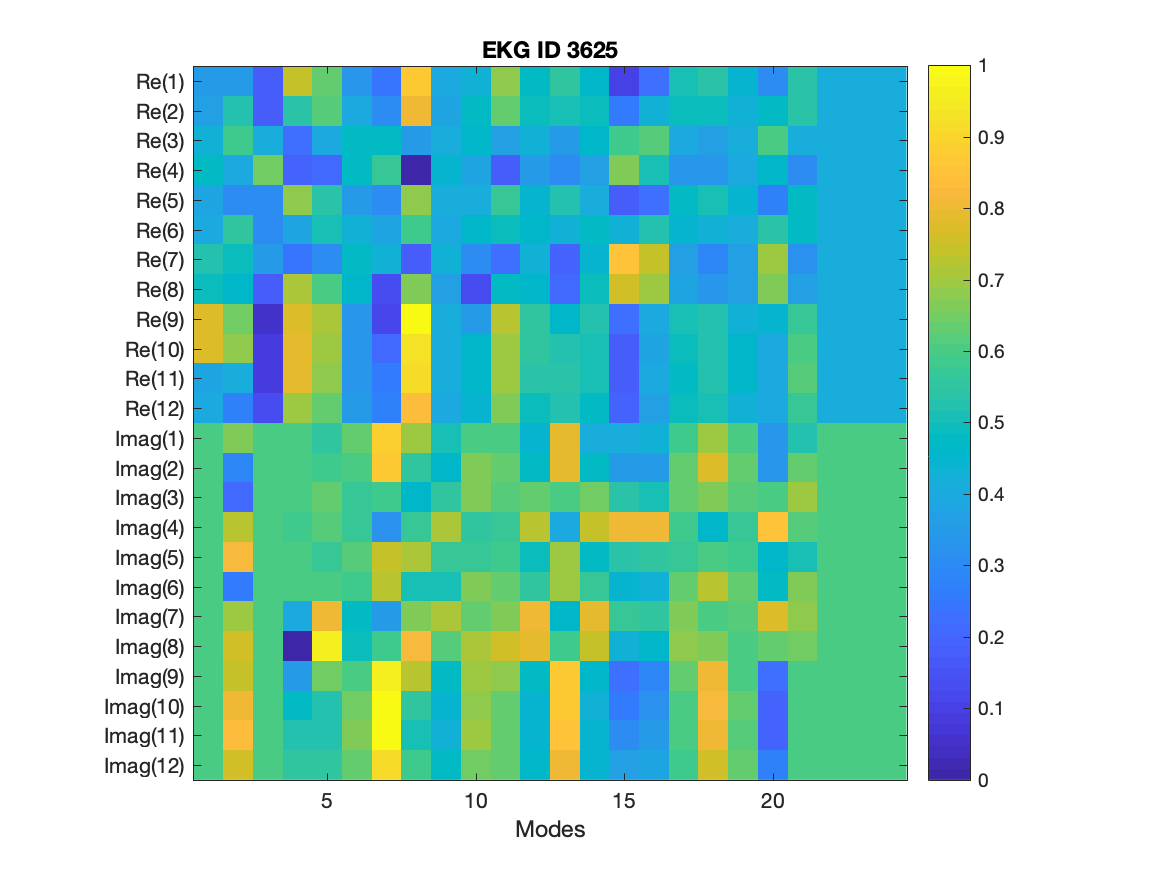 EKG ID 3625
Re(1)
Re(2)
Re(3)
Re(4)
Re(5)
Re(6)
Re(7)
Re(8)
Re(9)
Re(10)
Re(11)
Re(12)
Imag(1)
Imag(2)
Imag(3)
Imag(4)
Imag(5)
Imag(6)
Imag(7)
Imag(8)
Imag(9)
Imag(10)
Imag(11)
Imag(12)
5 10 15 20
Modes
1
0.9
0.8
0.7
0.6
0.5
0.4
0.3
0.2
0.1
0